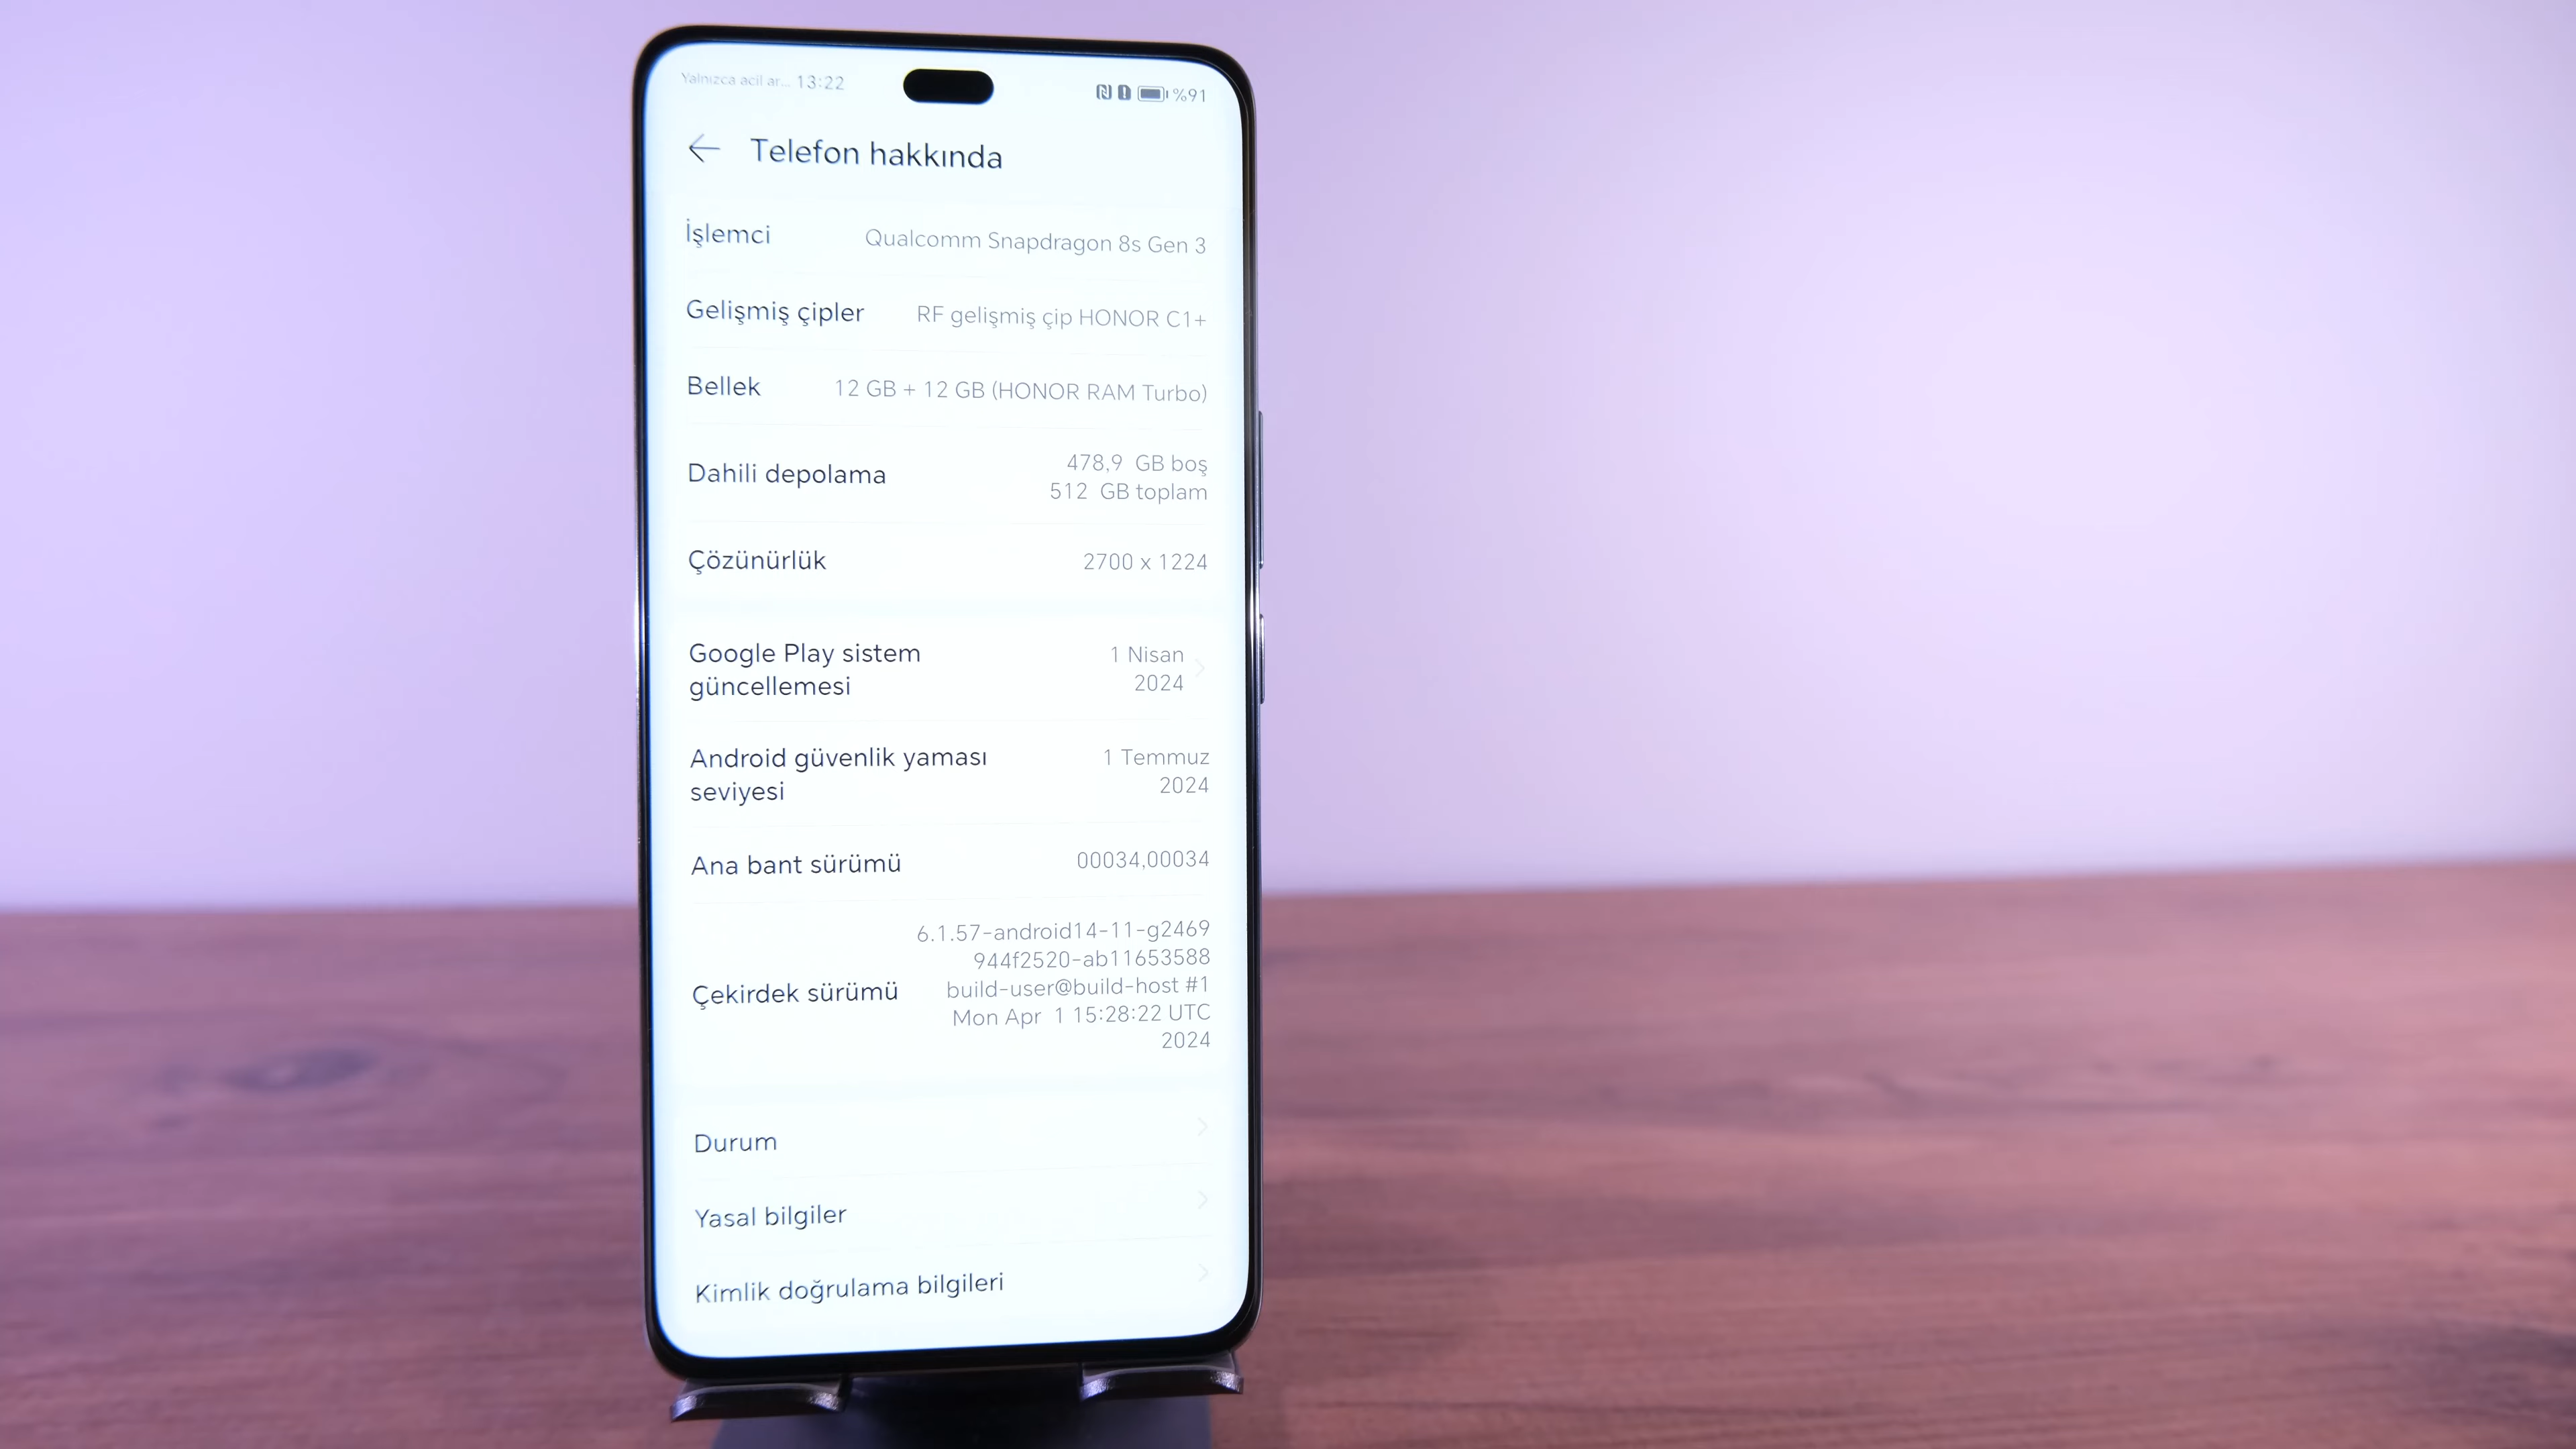 Yalnızca acil ar... 13:22 %91
Telefon hakkında
İşlemci Qualcomm Snapdragon 8s Gen 3
Gelişmiş çipler RF gelişmiş çip HONOR C1+
Bellek 12 GB + 12 GB (HONOR RAM Turbo)
Dahili depolama
478,9 GB boş
512 GB toplam
Çözünürlük 2700 x 1224
Google Play sistem
güncellemesi
1 Nisan
2024
Android güvenlik yaması
seviyesi
1 Temmuz
2024
Ana bant sürümü 00034,00034
Çekirdek sürümü
6.1.57-android14-11-g2469
944f2520-ab11653588
build-user@build-host #1
Mon Apr 1 15:28:22 UTC
2024
Durum
Yasal bilgiler
Kimlik doğrulama bilgileri